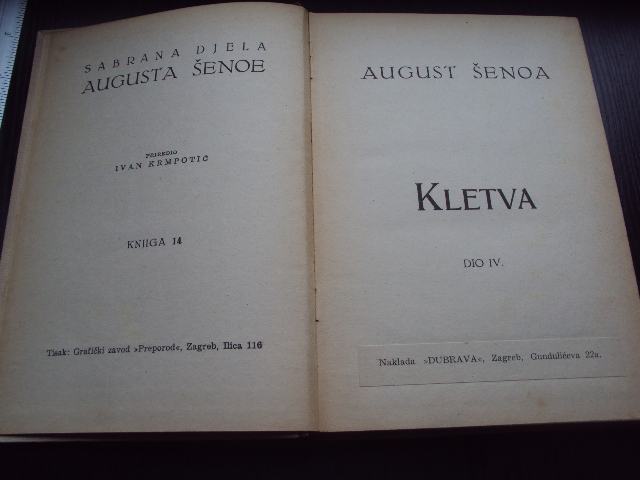 SABRANA DJELA
AUGUSTA ŠENOE
PRIREDIO
IVAN KRMPOTIĆ
KNJIGA 14
Tisak: Grafički zavod »Preporod«, Zagreb, Ilica 116
AUGUST ŠENOA
KLETVA
DIO IV.
Naklada »DUBRAVA«, Zagreb, Gundulićeva 22a.